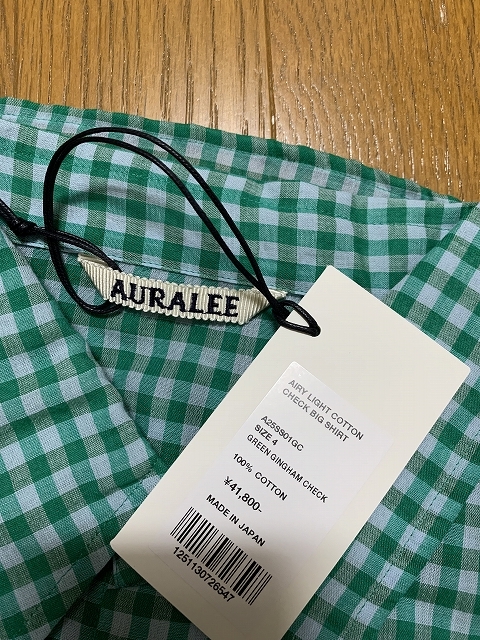 AURALEE
AIRY LIGHT COTTON
CHECK BIG SHIRT
A25SS01GC
SIZE 4
GREEN GINGHAM CHECK
100% COTTON
¥41,800-
MADE IN JAPAN
1251130726547